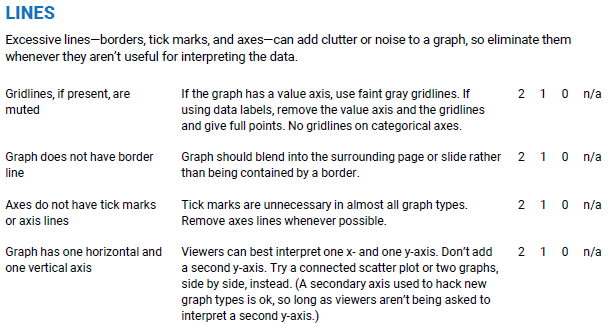 LINES
Excessive lines—borders, tick marks, and axes—can add clutter or noise to a graph, so eliminate them
whenever they aren't useful for interpreting the data.
Gridlines, if present, are
muted
If the graph has a value axis, use faint gray gridlines. If
using data labels, remove the value axis and the gridlines
and give full points. No gridlines on categorical axes.
2 1 0 n/a
Graph does not have border
line
Graph should blend into the surrounding page or slide rather
than being contained by a border.
2 1 0 n/a
Axes do not have tick marks
or axis lines
Tick marks are unnecessary in almost all graph types.
Remove axes lines whenever possible.
2 1 0 n/a
Graph has one horizontal and
one vertical axis
Viewers can best interpret one x- and one y-axis. Don't add
a second y-axis. Try a connected scatter plot or two graphs,
side by side, instead. (A secondary axis used to hack new
graph types is ok, so long as viewers aren't being asked to
interpret a second y-axis.)
2 1 0 n/a